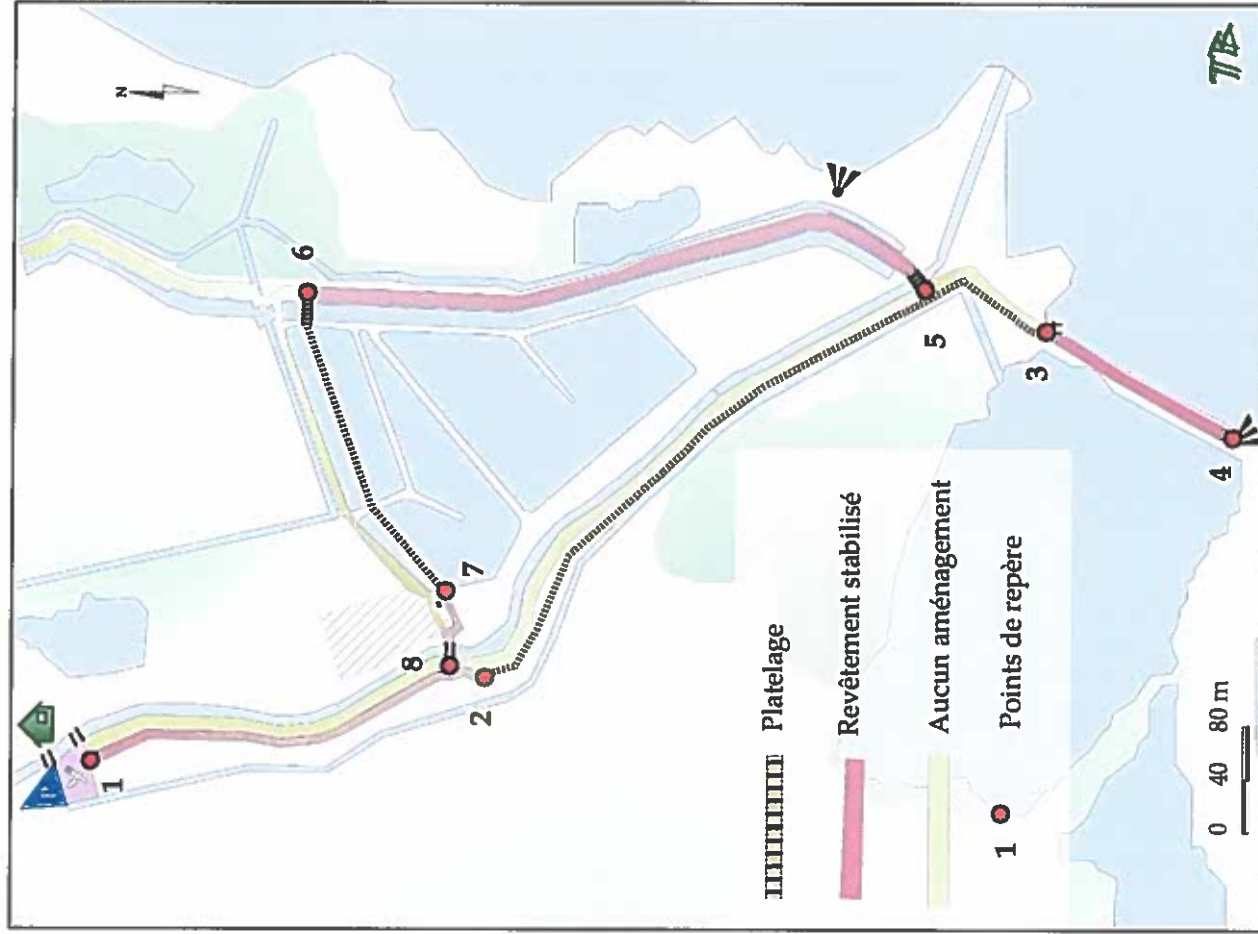 N
6
5
3
4
7
8
2
1
Platelage
Revêtement stabilisé
Aucun aménagement
1 Points de repère
0 40 80 m
TB